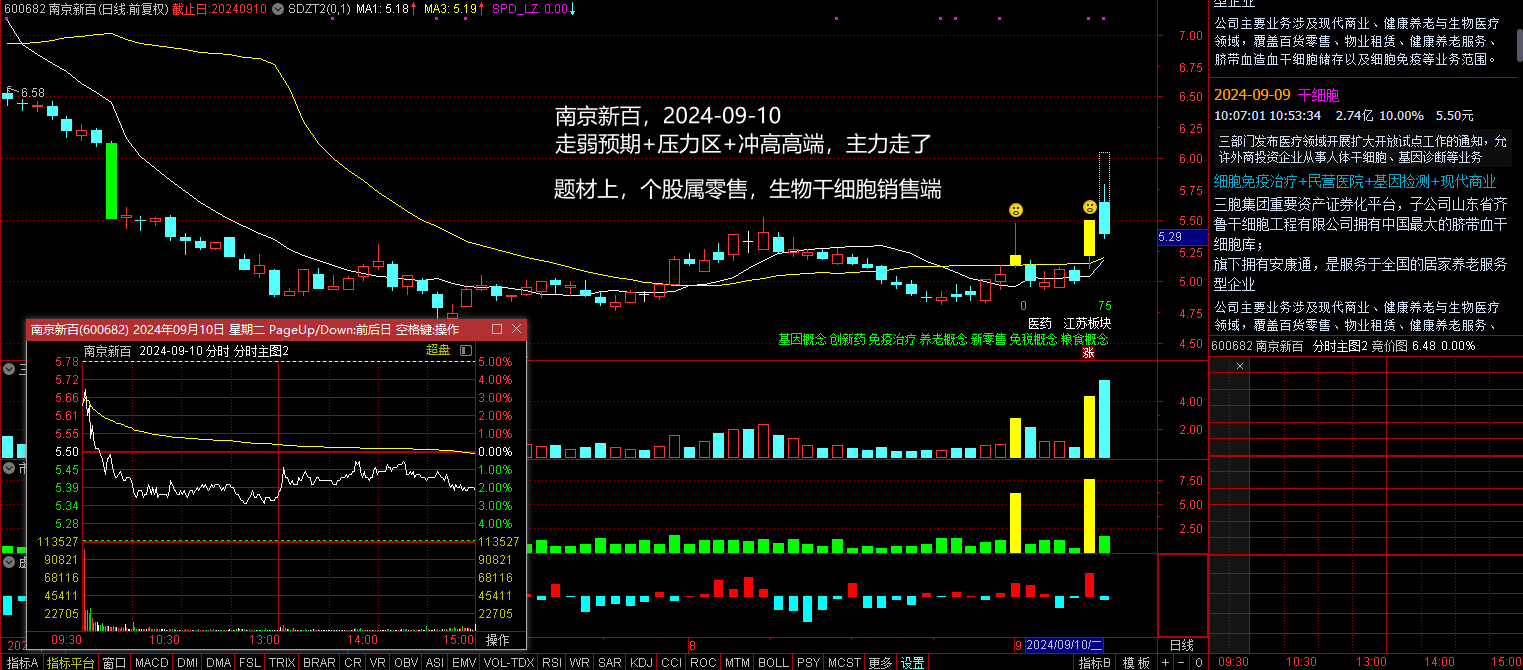 600682 南京新百(日线.前复权) 截止日:20240910 SDZT2(0,1) MA1: 5.18↑ MA3: 5.19↑ SPD_LZ: 0.00↓
6.58
南京新百，2024-09-10
走弱预期+压力区+冲高高端，主力走了
题材上，个股属零售，生物干细胞销售端
7.00
6.75
6.50
6.25
6.00
5.75
5.50
5.29
5.25
5.00
4.75
4.50
0
75
医药 江苏板块
基因概念 创新药 免疫治疗 养老概念 新零售 免税概念 粮食概念
涨
4.00
2.00
7.50
5.00
2.50
8
9
2024/09/10/二
日线
南京新百(600682) 2024年09月10日 星期二 PageUp/Down:前后日 空格键:操作
南京新百 2024-09-10 分时 分时主图2 超盘
5.78 5.00%
5.72 4.00%
5.66 3.00%
5.61 2.00%
5.55 1.00%
5.50 0.00%
5.45 1.00%
5.39 2.00%
5.34 3.00%
5.28 4.00%
113527 113527
90821 90821
68116 68116
45411 45411
22705 22705
09:30 10:30 13:00 14:00 15:00 操作
指标A 指标平台 窗口 MACD DMI DMA FSL TRIX BRAR CR VR OBV ASI EMV VOL-TDX RSI WR SAR KDJ CCI ROC MTM BOLL PSY MCST 更多 设置 指标B 模板 + - O
型企业
公司主要业务涉及现代商业、健康养老与生物医疗
领域，覆盖百货零售、物业租赁、健康养老服务、
脐带血造血干细胞储存以及细胞免疫等业务范围。
2024-09-09 干细胞
10:07:01 10:53:34 2.74亿 10.00% 5.50元
三部门发布医疗领域开展扩大开放试点工作的通知，允
许外商投资企业从事人体干细胞、基因诊断等业务
细胞免疫治疗+民营医院+基因检测+现代商业
三胞集团重要资产证券化平台，子公司山东省齐
鲁干细胞工程有限公司拥有中国最大的脐带血干
细胞库；
旗下拥有安康通，是服务于全国的居家养老服务
型企业
公司主要业务涉及现代商业、健康养老与生物医疗
领域，覆盖百货零售、物业租赁、健康养老服务、
600682 南京新百 分时主图2 竞价图 6.48 0.00%
09:30 10:30 13:00 14:00 15:00